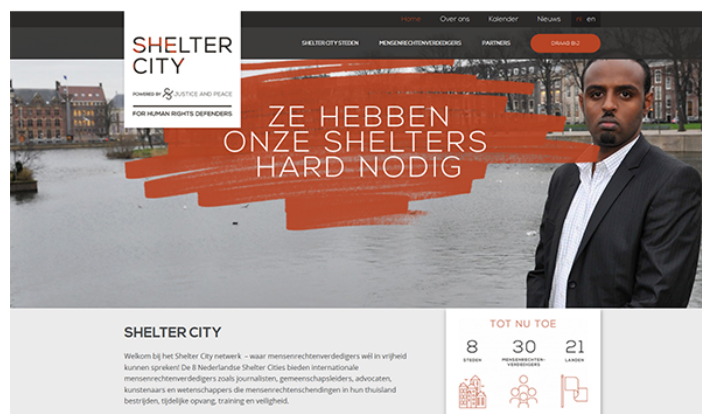 Home Over ons Kalender Nieuws nl en
SHELTER
CITY
SHELTER CITY STEDEN MENSENRECHTENVERDEDIGERS PARTNERS DRAAG BIJ
POWERED BY JUSTICE AND PEACE
FOR HUMAN RIGHTS DEFENDERS
ZE HEBBEN
ONZE SHELTERS
HARD NODIG
SHELTER CITY
Welkom bij het Shelter City netwerk – waar mensenrechtenverdedigers wél in vrijheid
kunnen spreken! De 8 Nederlandse Shelter Cities bieden internationale
mensenrechtenverdedigers zoals journalisten, gemeenschapsleiders, advocaten,
kunstenaars en wetenschappers die mensenrechtenschendingen in hun thuisland
bestrijden, tijdelijke opvang, training en veiligheid.
TOT NU TOE
8 30 21
STEDEN MENSENRECHTEN- LANDEN
VERDEDIGERS